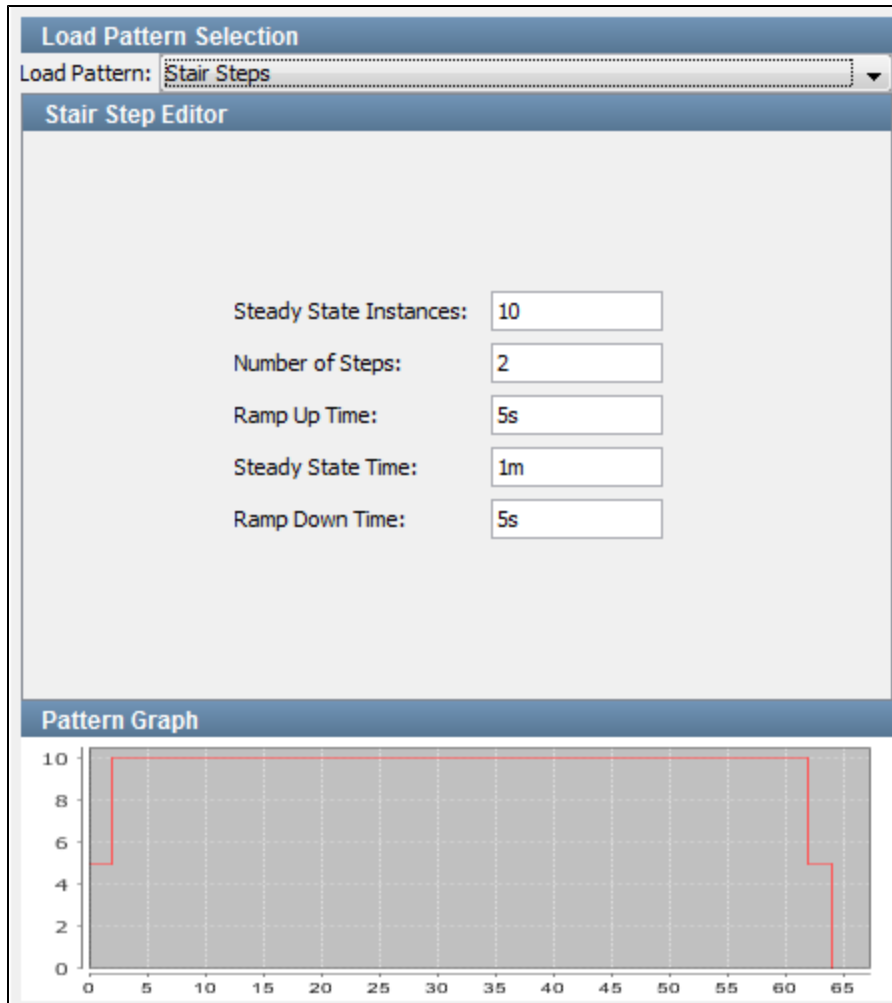 Load Pattern Selection
Load Pattern: Stair Steps
Stair Step Editor
Steady State Instances: 10
Number of Steps: 2
Ramp Up Time: 5s
Steady State Time: 1m
Ramp Down Time: 5s
Pattern Graph
10
8
6
4
2
0
0 5 10 15 20 25 30 35 40 45 50 55 60 65